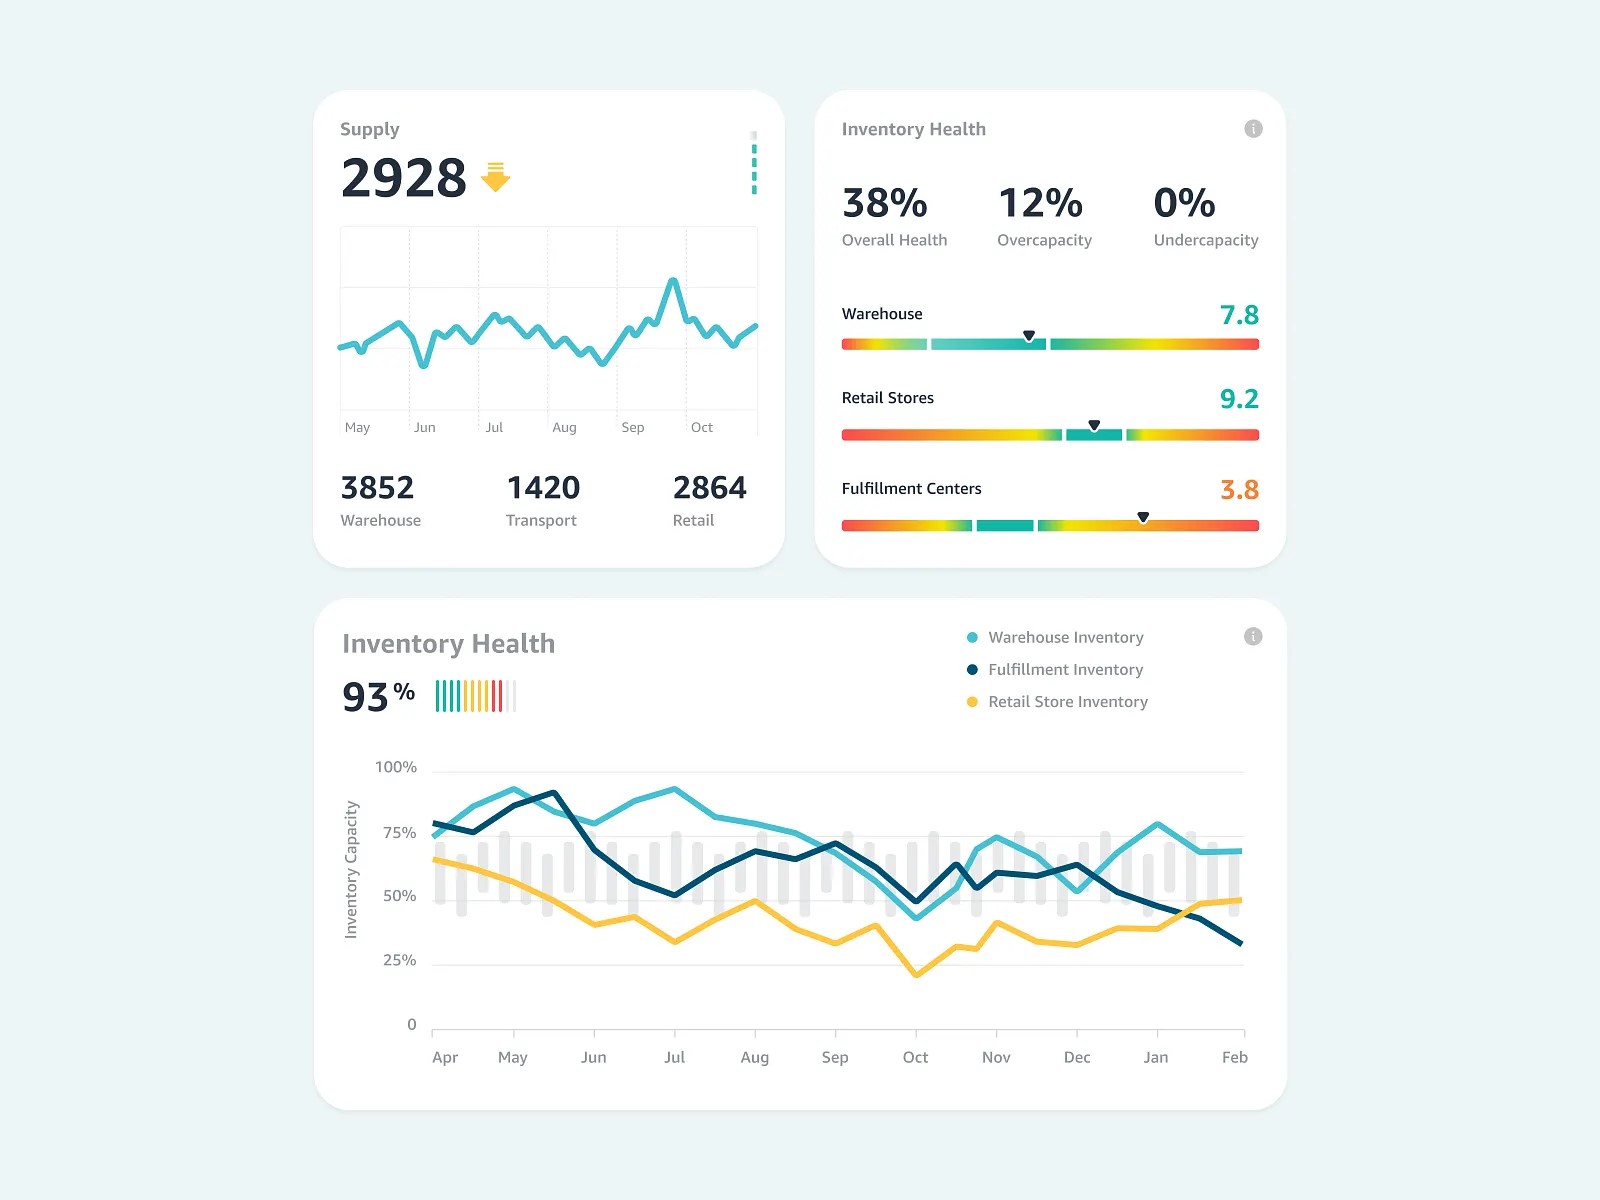 Supply
2928
May Jun Jul Aug Sep Oct
3852 1420 2864
Warehouse Transport Retail
Inventory Health
i
38% 12% 0%
Overall Health Overcapacity Undercapacity
Warehouse 7.8
Retail Stores 9.2
Fulfillment Centers 3.8
Inventory Health
93%
Warehouse Inventory
Fulfillment Inventory
Retail Store Inventory
i
Inventory Capacity
100%
75%
50%
25%
0
Apr May Jun Jul Aug Sep Oct Nov Dec Jan Feb